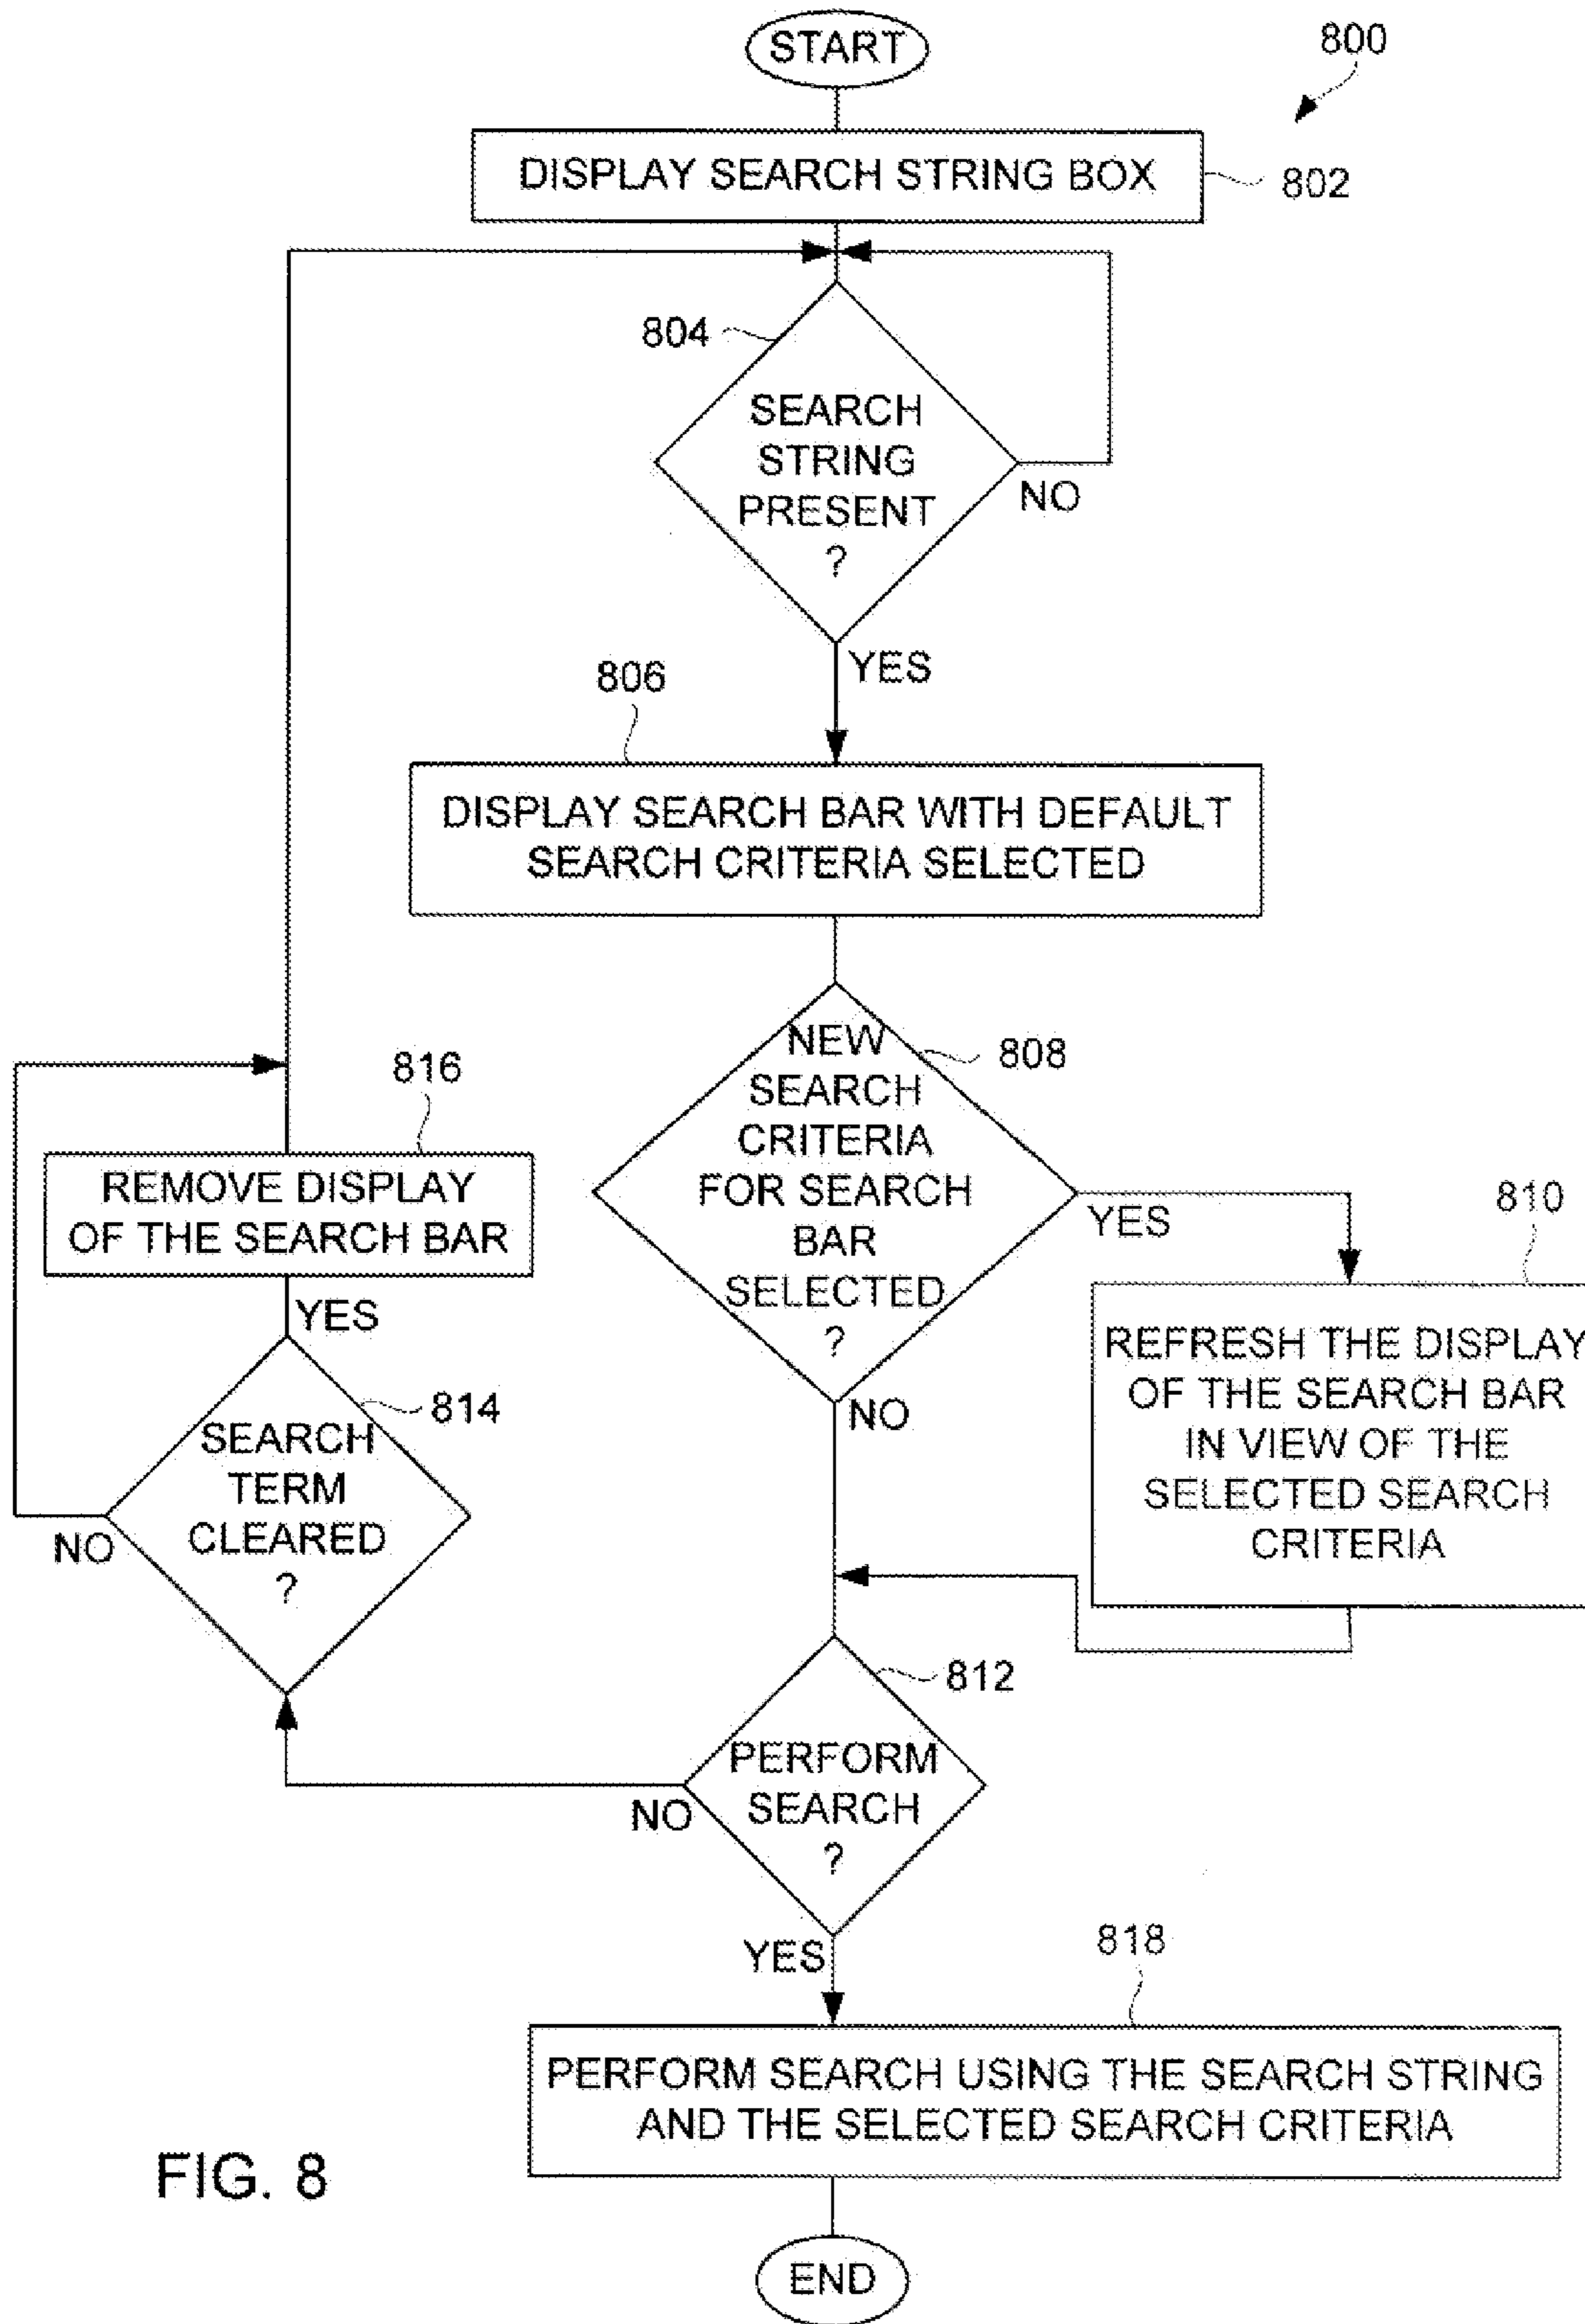 START
800
DISPLAY SEARCH STRING BOX
802
804
SEARCH
STRING
PRESENT
?
NO
YES
806
DISPLAY SEARCH BAR WITH DEFAULT
SEARCH CRITERIA SELECTED
NEW
SEARCH
CRITERIA
FOR SEARCH
BAR
SELECTED
?
808
YES
NO
810
REFRESH THE DISPLAY
OF THE SEARCH BAR
IN VIEW OF THE
SELECTED SEARCH
CRITERIA
816
REMOVE DISPLAY
OF THE SEARCH BAR
YES
814
SEARCH
TERM
CLEARED
?
NO
812
PERFORM
SEARCH
?
NO
YES
818
PERFORM SEARCH USING THE SEARCH STRING
AND THE SELECTED SEARCH CRITERIA
FIG. 8
END